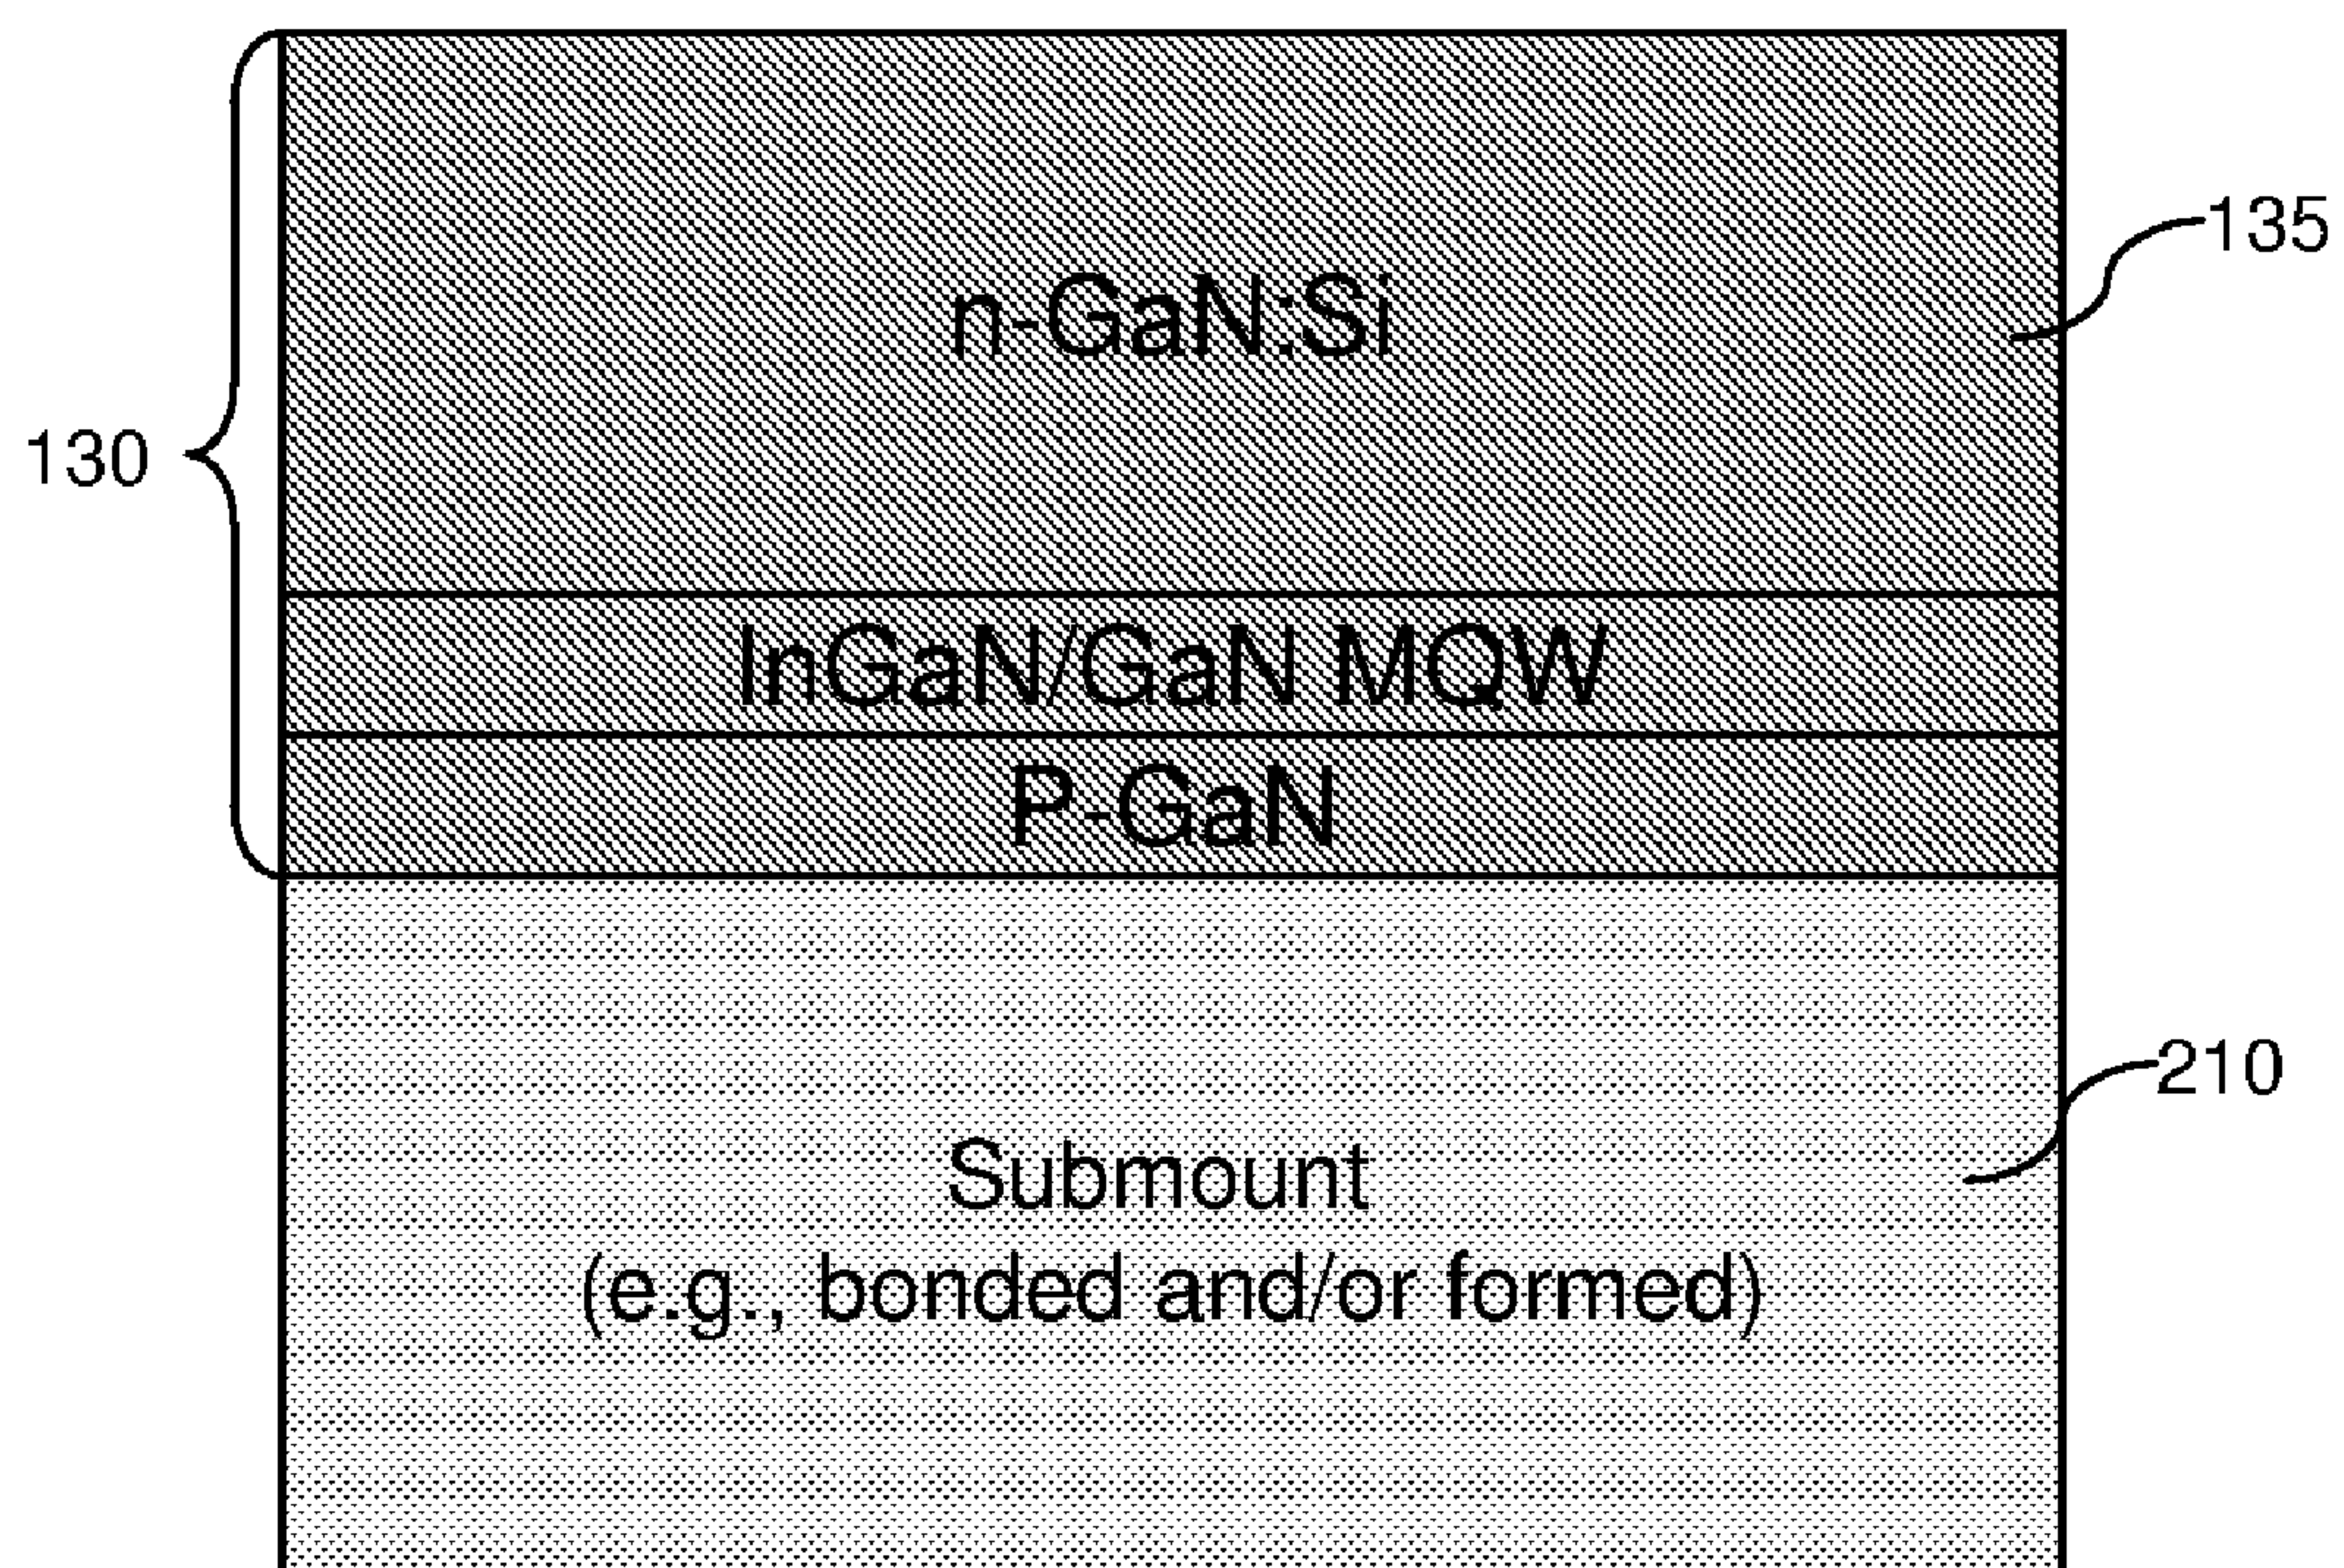 135
n-GaN:Si
130
InGaN/GaN MQW
P-GaN
210
Submount
(e.g., bonded and/or formed)